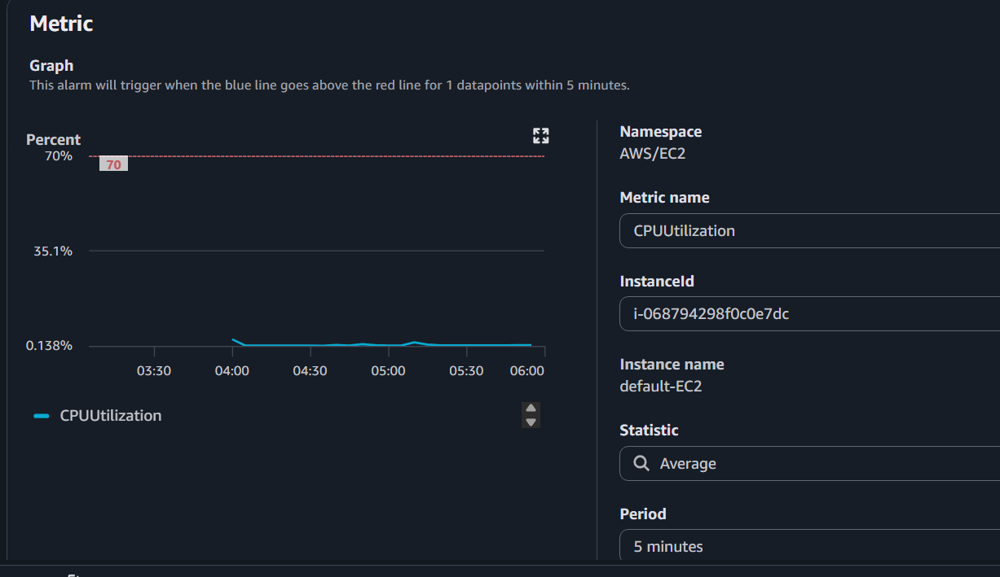 Metric
Graph
This alarm will trigger when the blue line goes above the red line for 1 datapoints within 5 minutes.
Percent
70%
70
35.1%
0.138%
03:30 04:00 04:30 05:00 05:30 06:00
CPUUtilization
Namespace
AWS/EC2
Metric name
CPUUtilization
InstanceId
i-068794298f0c0e7dc
Instance name
default-EC2
Statistic
Average
Period
5 minutes